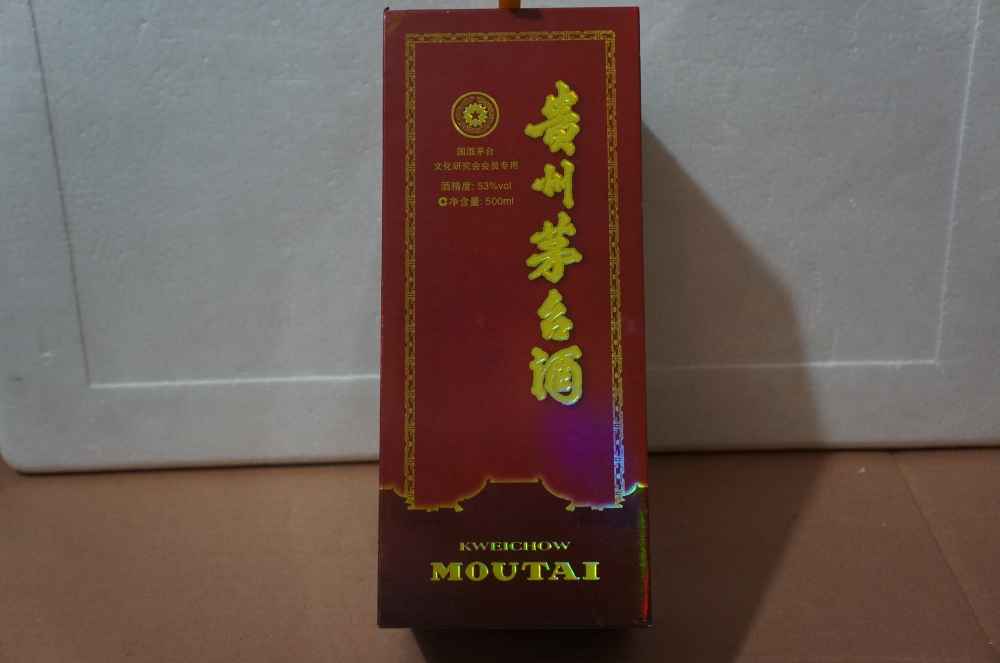 贵州茅台酒
国酒茅台
文化研究会会员专用
酒精度: 53%vol
C净含量: 500ml
KWEICHOW
MOUTAI